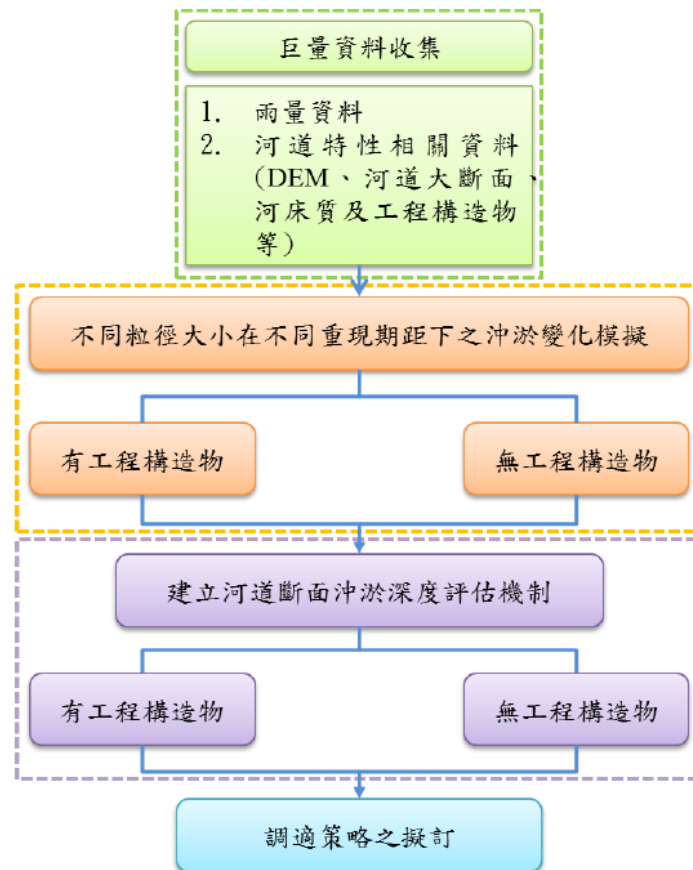 巨量資料收集
1. 雨量資料
2. 河道特性相關資料
(DEM、河道大斷面、
河床質及工程構造物
等)
不同粒徑大小在不同重現期距下之沖淤變化模擬
有工程構造物
無工程構造物
建立河道斷面沖淤深度評估機制
有工程構造物
無工程構造物
調適策略之擬訂